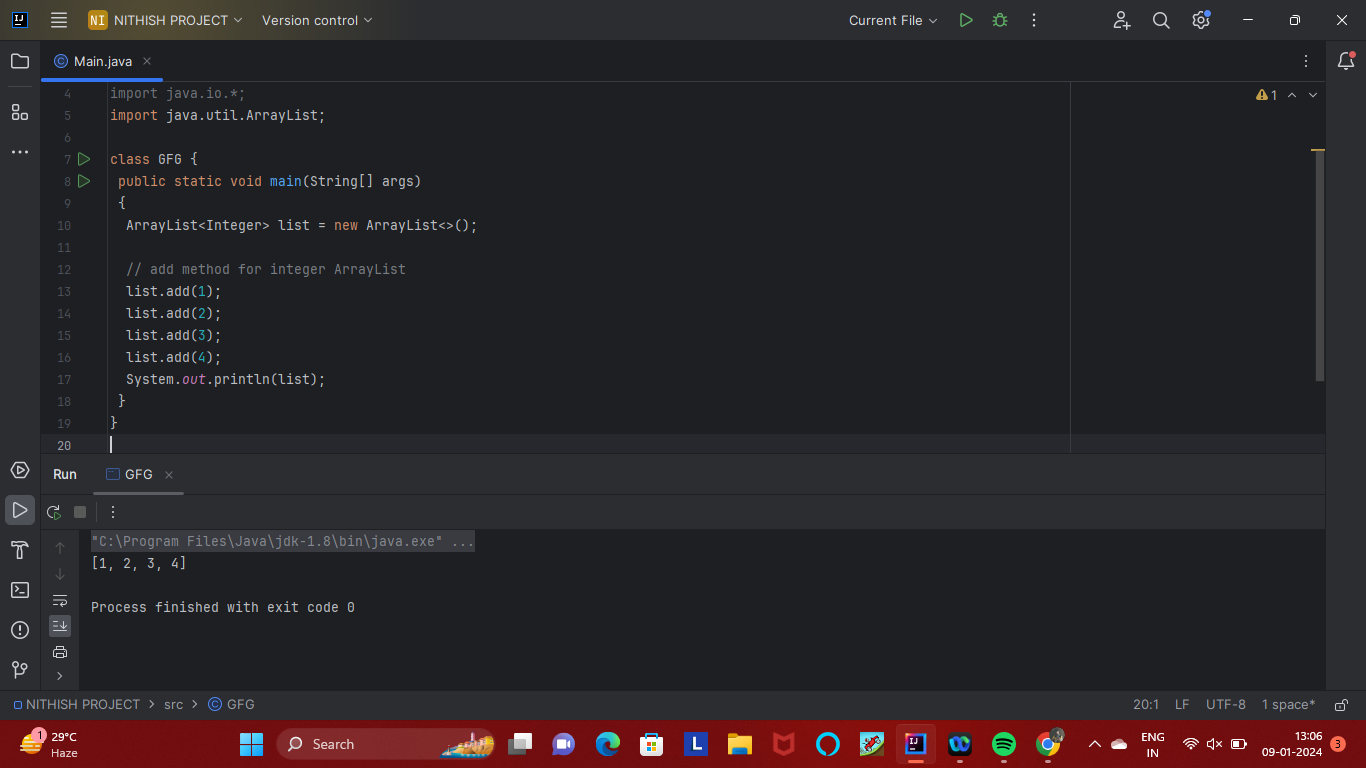 NI NITHISH PROJECT Version control Current File
Main.java
4 import java.io.*;
1
5 import java.util.ArrayList;
6
7 class GFG {
8 public static void main(String[] args)
9 {
10 ArrayList<Integer> list = new ArrayList<>();
11
12 // add method for integer ArrayList
13 list.add(1);
14 list.add(2);
15 list.add(3);
16 list.add(4);
17 System.out.println(list);
18 }
19 }
20
Run GFG
"C:\Program Files\Java\jdk-1.8\bin\java.exe" ...
[1, 2, 3, 4]
Process finished with exit code 0
NITHISH PROJECT > src > GFG 20:1 LF UTF-8 1 space*
1 29°C
Haze
Search
L
IJ
ENG
IN
13:06
09-01-2024
3